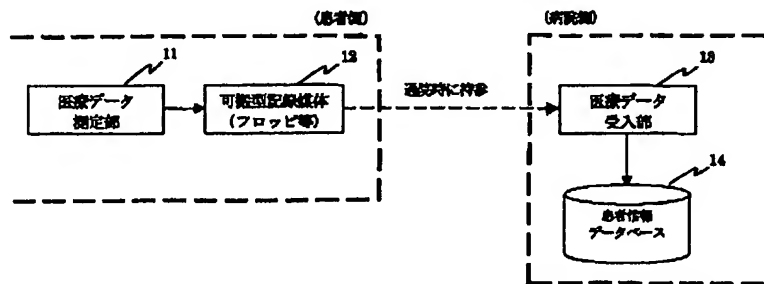 (患者側)
(病院側)
11
12
13
医療データ
測定部
可搬型記録媒体
(フロッピ等)
通院時に持参
医療データ
受入部
14
患者情報
データベース